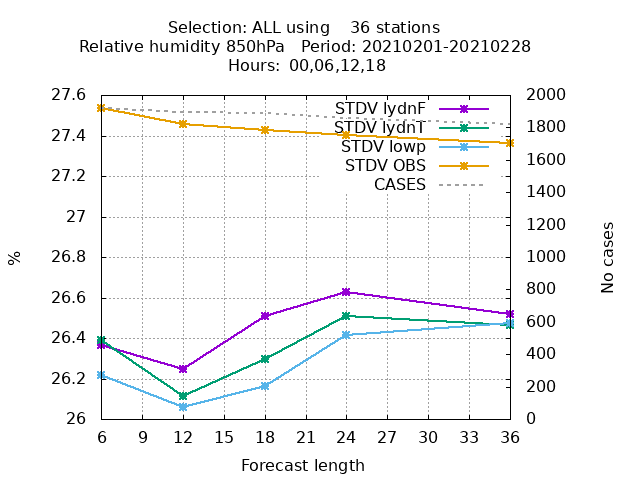 Selection: ALL using    36 stations
Relative humidity 850hPa   Period: 20210201-20210228
Hours: 00,06,12,18
27.6
27.4
27.2
27
26.8
26.6
26.4
26.2
26
%
STDV lydnF
STDV lydnT
STDV lowp
STDV OBS
CASES
2000
1800
1600
1400
1200
1000
800
600
400
200
0
No cases
6 9 12 15 18 21 24 27 30 33 36
Forecast length